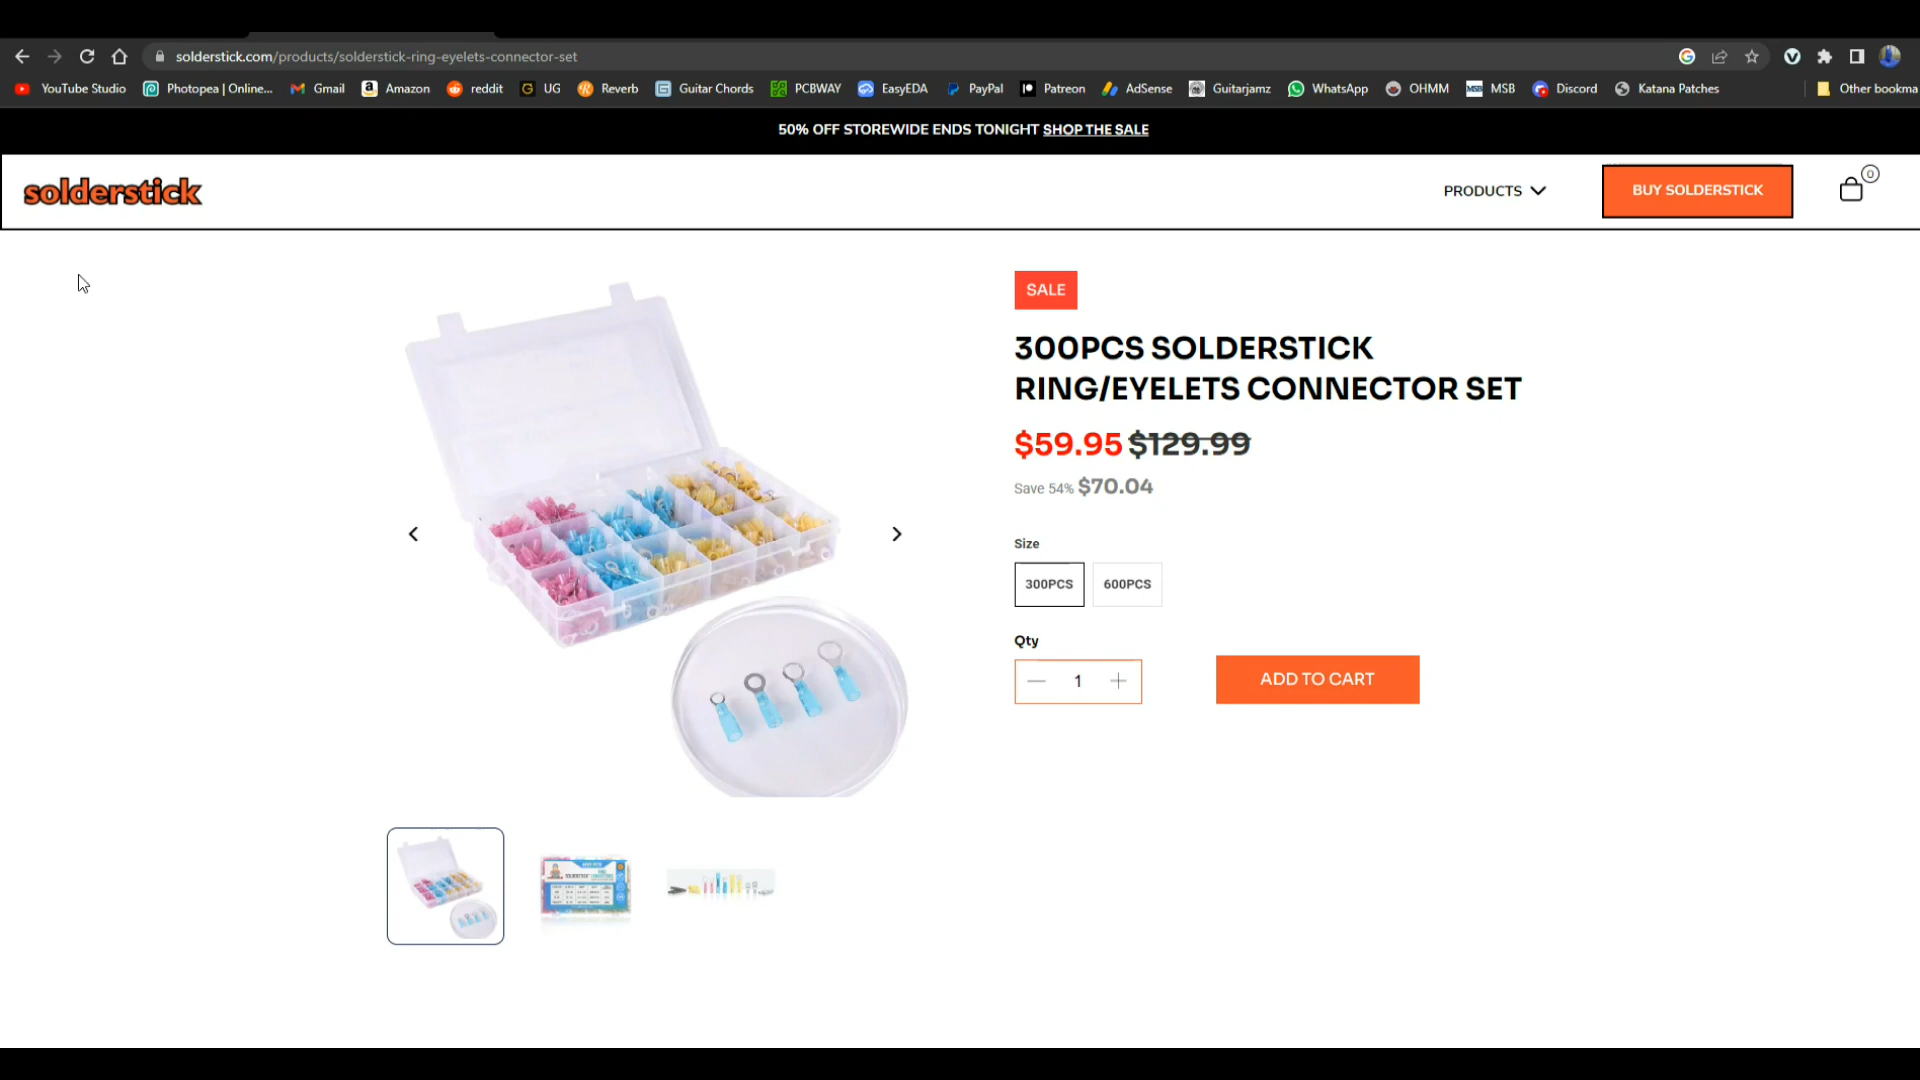 solderstick.com/products/solderstick-ring-eyelets-connector-set
YouTube Studio
Photopea | Online...
Gmail
Amazon
reddit
UG
Reverb
Guitar Chords
PCBWAY
EasyEDA
PayPal
Patreon
AdSense
Guitarjamz
WhatsApp
OHMM
MSB
Discord
Katana Patches
Other bookma
50% OFF STOREWIDE ENDS TONIGHT SHOP THE SALE
solderstick
PRODUCTS
BUY SOLDERSTICK
0
SALE
300PCS SOLDERSTICK
RING/EYELETS CONNECTOR SET
$59.95 $129.99
Save 54% $70.04
Size
300PCS
600PCS
Qty
1
ADD TO CART
SOLDERSTICK